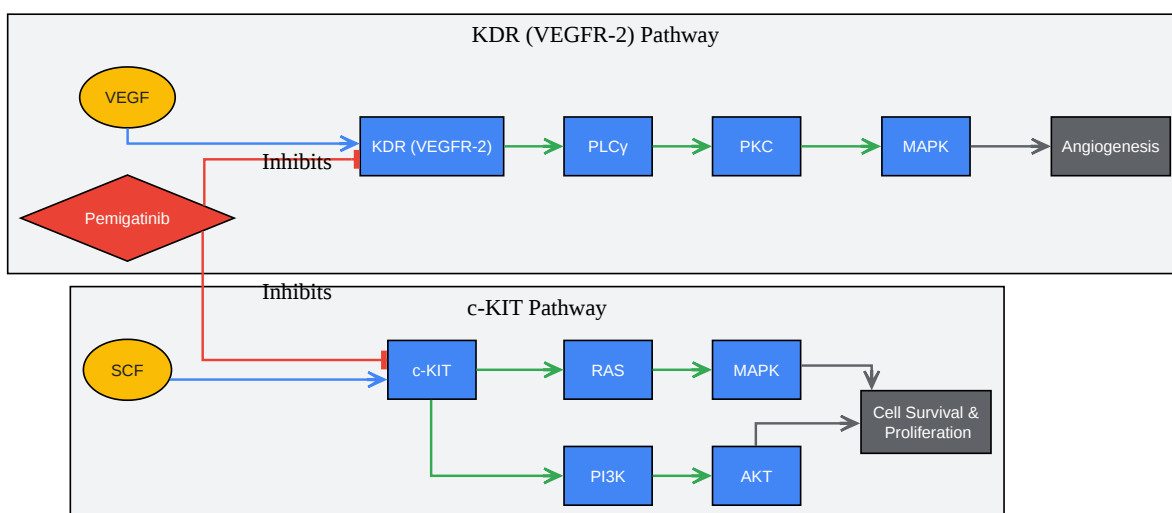 KDR (VEGFR-2) Pathway
VEGF
KDR (VEGFR-2)
PLCγ
PKC
MAPK
Angiogenesis
Inhibits
Pemigatinib
Inhibits
c-KIT Pathway
SCF
c-KIT
RAS
MAPK
Cell Survival &
Proliferation
PI3K
AKT